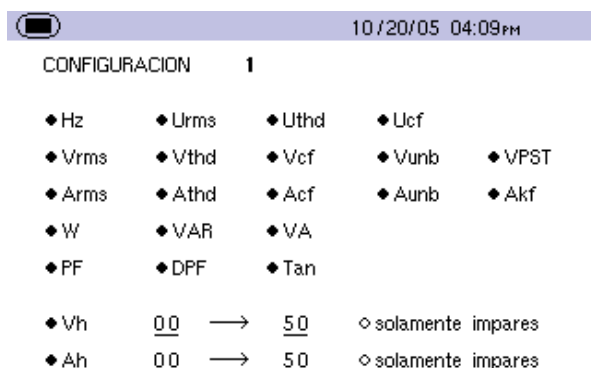 10/20/05 04:09PM
CONFIGURACION 1
◆Hz ◆Urms ◆Uthd ◆Ucf
◆Vrms ◆Vthd ◆Vcf ◆Vunb ◆VPST
◆Arms ◆Athd ◆Acf ◆Aunb ◆Akf
◆W ◆VAR ◆VA
◆PF ◆DPF ◆Tan
◆Vh 00 → 50 ◇solamente impares
◆Ah 00 → 50 ◇solamente impares